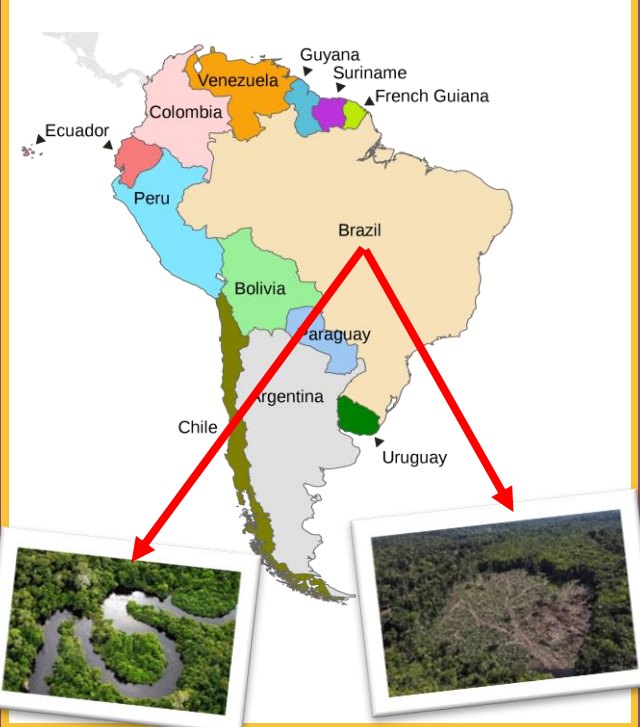 Guyana
Suriname
French Guiana
Venezuela
Colombia
Ecuador
Peru
Brazil
Bolivia
Paraguay
Argentina
Chile
Uruguay